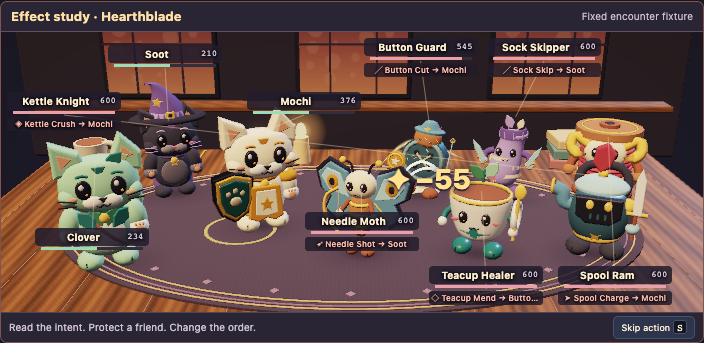 Effect study · Hearthblade
Fixed encounter fixture
Soot 210
Button Guard 545
⟋ Button Cut → Mochi
Sock Skipper 600
⟋ Sock Skip → Soot
Kettle Knight 600
◈ Kettle Crush → Mochi
Mochi 376
-55
Needle Moth 600
➶ Needle Shot → Soot
Clover 234
Teacup Healer 600
◇ Teacup Mend → Butto...
Spool Ram 600
➤ Spool Charge → Mochi
Read the intent. Protect a friend. Change the order.
Skip action S